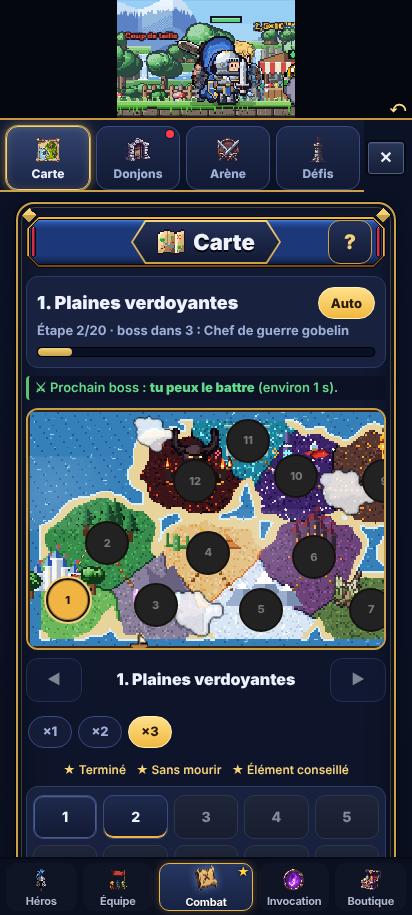 Coup de taille
Carte
Donjons
Arène
Défis
×
Carte
?
1. Plaines verdoyantes
Auto
Étape 2/20 · boss dans 3 : Chef de guerre gobelin
⚔ Prochain boss : tu peux le battre (environ 1 s).
11
12
10
9
2
4
6
1
3
5
7
◀ 1. Plaines verdoyantes ▶
×1 ×2 ×3
★ Terminé ★ Sans mourir ★ Élément conseillé
1 2 3 4 5
Héros
Équipe
Combat
Invocation
Boutique